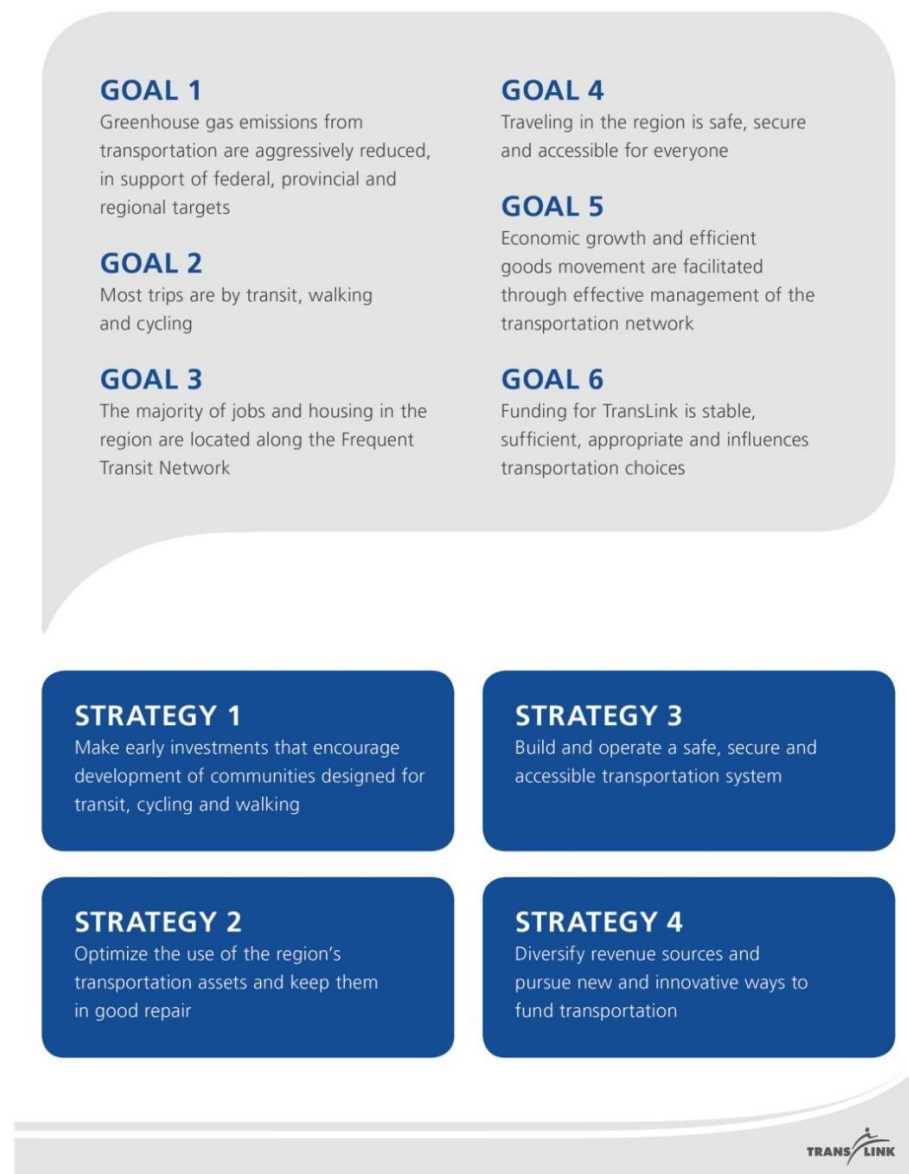 GOAL 1
Greenhouse gas emissions from
transportation are aggressively reduced,
in support of federal, provincial and
regional targets
GOAL 2
Most trips are by transit, walking
and cycling
GOAL 3
The majority of jobs and housing in the
region are located along the Frequent
Transit Network
GOAL 4
Traveling in the region is safe, secure
and accessible for everyone
GOAL 5
Economic growth and efficient
goods movement are facilitated
through effective management of the
transportation network
GOAL 6
Funding for TransLink is stable,
sufficient, appropriate and influences
transportation choices
STRATEGY 1
Make early investments that encourage
development of communities designed for
transit, cycling and walking
STRATEGY 2
Optimize the use of the region's
transportation assets and keep them
in good repair
STRATEGY 3
Build and operate a safe, secure and
accessible transportation system
STRATEGY 4
Diversify revenue sources and
pursue new and innovative ways to
fund transportation
TRANS LINK